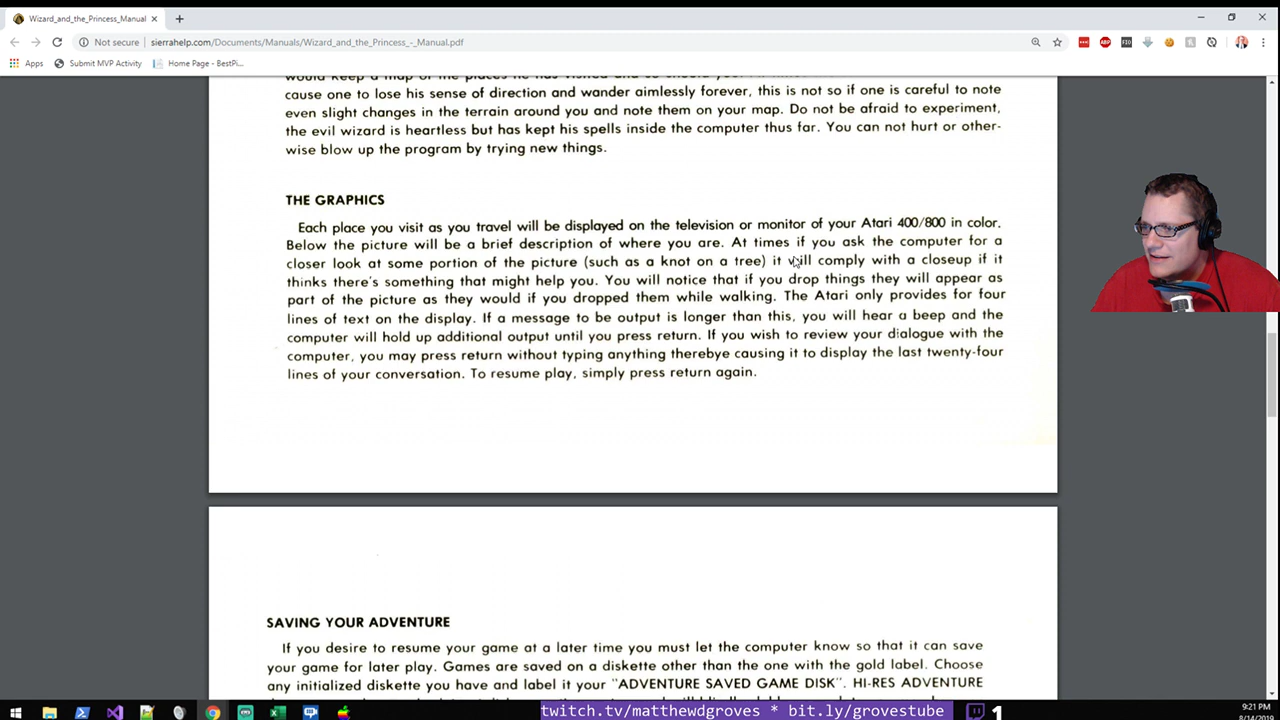 Wizard_and_the_Princess_Manual
Not secure sierrahelp.com/Documents/Manuals/Wizard_and_the_Princess_-_Manual.pdf
Apps Submit MVP Activity Home Page - BestPi...
would keep a map of the places he has visited and so should you.
cause one to lose his sense of direction and wander aimlessly forever, this is not so if one is careful to note
even slight changes in the terrain around you and note them on your map. Do not be afraid to experiment,
the evil wizard is heartless but has kept his spells inside the computer thus far. You can not hurt or other-
wise blow up the program by trying new things.
THE GRAPHICS
Each place you visit as you travel will be displayed on the television or monitor of your Atari 400/800 in color.
Below the picture will be a brief description of where you are. At times if you ask the computer for a
closer look at some portion of the picture (such as a knot on a tree) it will comply with a closeup if it
thinks there's something that might help you. You will notice that if you drop things they will appear as
part of the picture as they would if you dropped them while walking. The Atari only provides for four
lines of text on the display. If a message to be output is longer than this, you will hear a beep and the
computer will hold up additional output until you press return. If you wish to review your dialogue with the
computer, you may press return without typing anything therebye causing it to display the last twenty-four
lines of your conversation. To resume play, simply press return again.
SAVING YOUR ADVENTURE
If you desire to resume your game at a later time you must let the computer know so that it can save
your game for later play. Games are saved on a diskette other than the one with the gold label. Choose
any initialized diskette you have and label it your "ADVENTURE SAVED GAME DISK". HI-RES ADVENTURE
twitch.tv/matthewdgroves * bit.ly/grovestube 1
9:21 PM